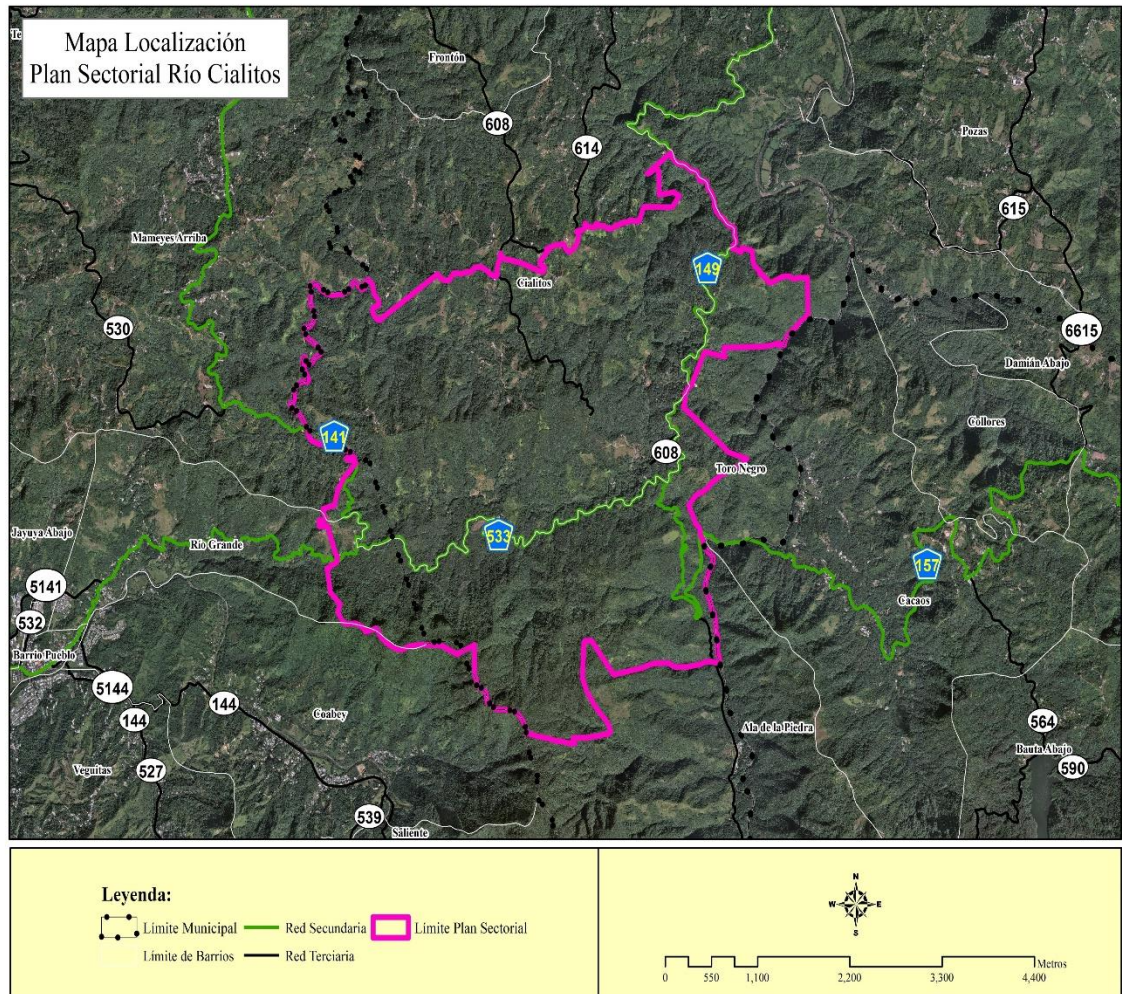 Mapa Localización
Plan Sectorial Río Cialitos
Frontón
608
614
Pozas
615
Mameyes Arriba
149
Cialitos
530
6615
Damián Abajo
Collores
141
608
Toro Negro
Jayuya Abajo
Río Grande
533
157
5141
Cacaos
532
Barrio Pueblo
5144
144
144
Coabey
Ala de la Piedra
564
Bauta Abajo
590
Veguitas
527
539
Saliente
Leyenda:
Límite Municipal
Red Secundaria
Límite Plan Sectorial
Límite de Barrios
Red Terciaria
N
W
E
S
Metros
0 550 1,100 2,200 3,300 4,400